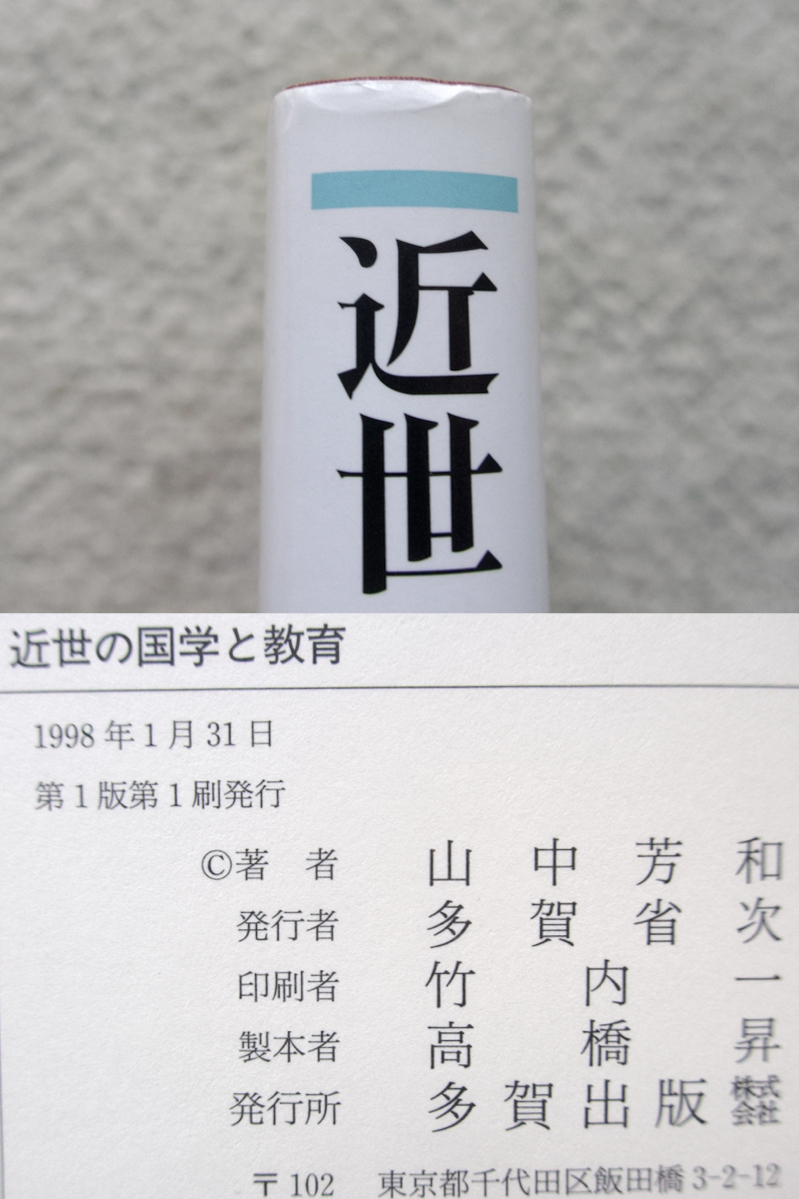 近世
近世の国学と教育
1998年1月31日
第1版第1刷発行
©著 者 山中芳和
発行者 多賀省次
印刷者 竹内一
製本者 高橋昇
発行所 多賀出版 株式会社
〒102 東京都千代田区飯田橋3-2-12